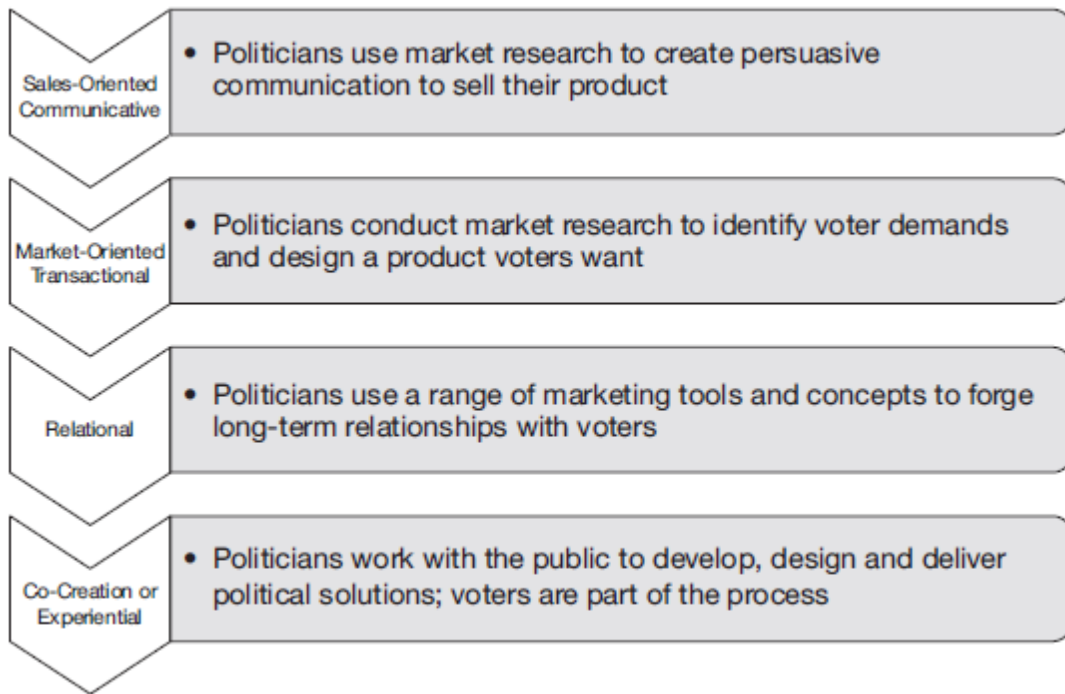 Sales-Oriented
Communicative
• Politicians use market research to create persuasive
communication to sell their product
Market-Oriented
Transactional
• Politicians conduct market research to identify voter demands
and design a product voters want
Relational
• Politicians use a range of marketing tools and concepts to forge
long-term relationships with voters
Co-Creation or
Experiential
• Politicians work with the public to develop, design and deliver
political solutions; voters are part of the process